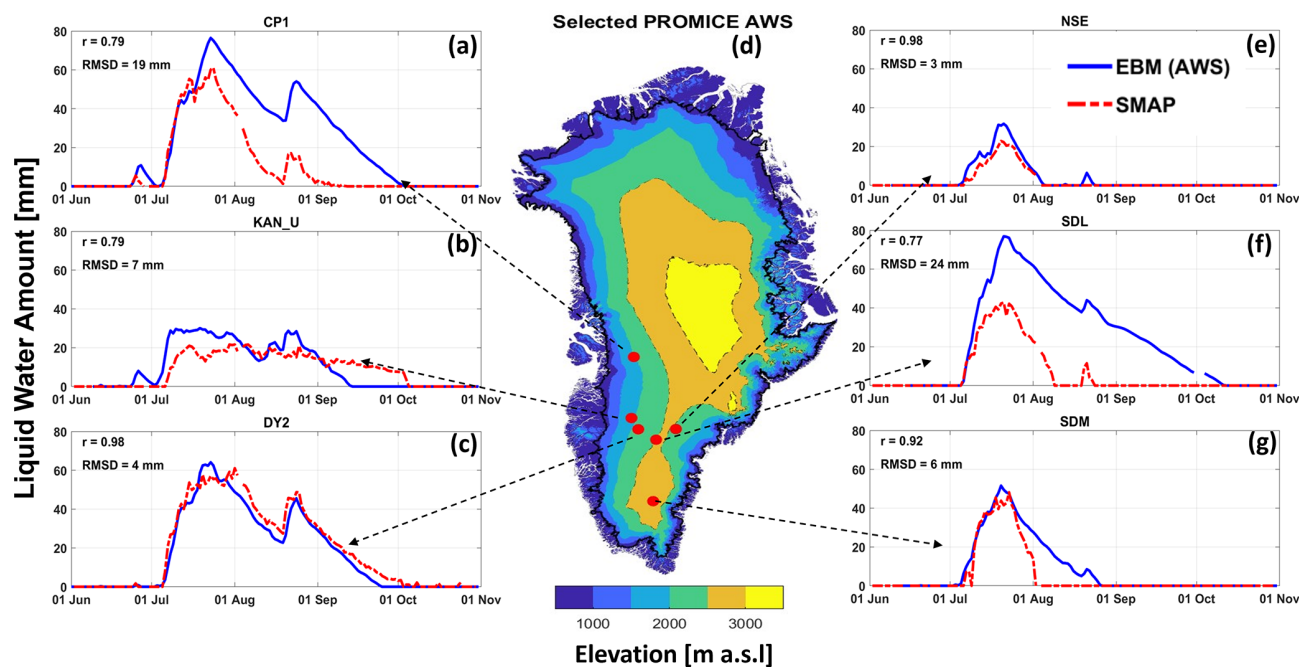 Selected PROMICE AWS
(d)
Liquid Water Amount [mm]
CP1
(a)
r = 0.79
RMSD = 19 mm
80
60
40
20
0
01 Jun
01 Jul
01 Aug
01 Sep
01 Oct
01 Nov
KAN_U
(b)
r = 0.79
RMSD = 7 mm
80
60
40
20
0
01 Jun
01 Jul
01 Aug
01 Sep
01 Oct
01 Nov
DY2
(c)
r = 0.98
RMSD = 4 mm
80
60
40
20
0
01 Jun
01 Jul
01 Aug
01 Sep
01 Oct
01 Nov
1000
2000
3000
Elevation [m a.s.l]
NSE
(e)
r = 0.98
RMSD = 3 mm
EBM (AWS)
SMAP
80
60
40
20
0
01 Jun
01 Jul
01 Aug
01 Sep
01 Oct
01 Nov
SDL
(f)
r = 0.77
RMSD = 24 mm
80
60
40
20
0
01 Jun
01 Jul
01 Aug
01 Sep
01 Oct
01 Nov
SDM
(g)
r = 0.92
RMSD = 6 mm
80
60
40
20
0
01 Jun
01 Jul
01 Aug
01 Sep
01 Oct
01 Nov